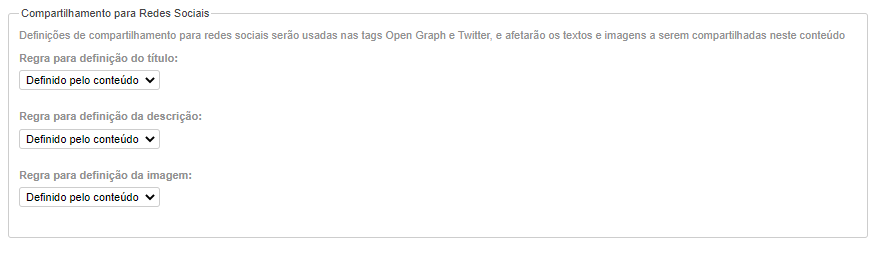 Compartilhamento para Redes Sociais
Definições de compartilhamento para redes sociais serão usadas nas tags Open Graph e Twitter, e afetarão os textos e imagens a serem compartilhadas neste conteúdo
Regra para definição do título:
Definido pelo conteúdo
Regra para definição da descrição:
Definido pelo conteúdo
Regra para definição da imagem:
Definido pelo conteúdo